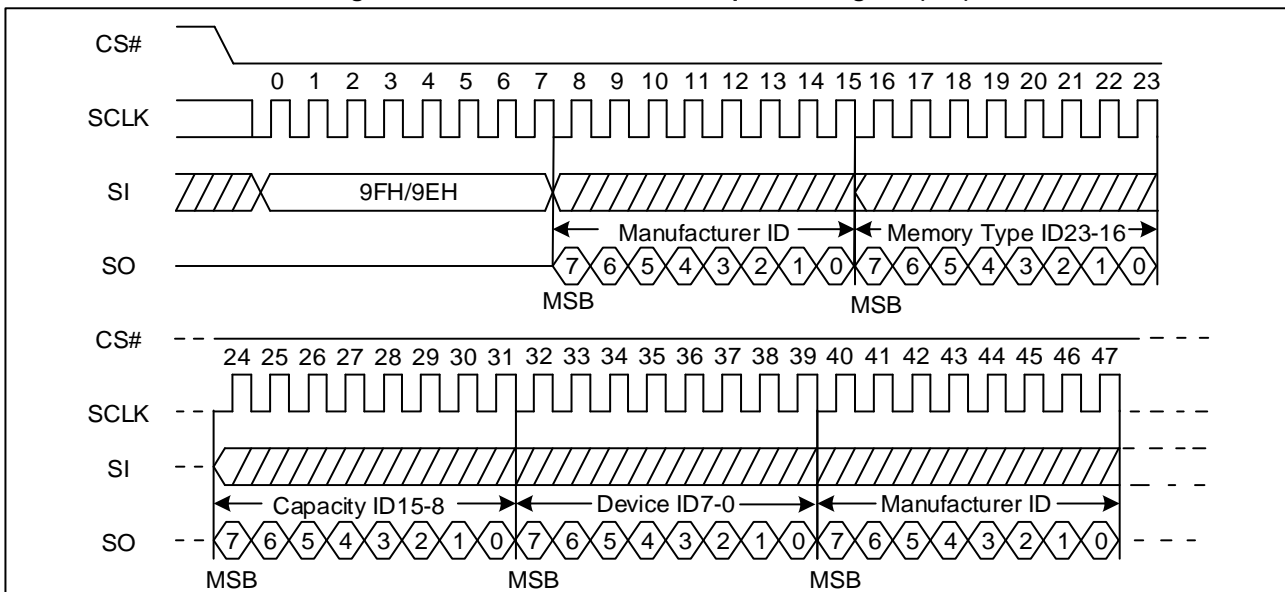 CS#
0 1 2 3 4 5 6 7 8 9 10 11 12 13 14 15 16 17 18 19 20 21 22 23
SCLK
SI 9FH/9EH
Manufacturer ID Memory Type ID23-16
SO 7 6 5 4 3 2 1 0 7 6 5 4 3 2 1 0
MSB MSB
CS#
24 25 26 27 28 29 30 31 32 33 34 35 36 37 38 39 40 41 42 43 44 45 46 47
SCLK
SI
Capacity ID15-8 Device ID7-0 Manufacturer ID
SO 7 6 5 4 3 2 1 0 7 6 5 4 3 2 1 0 7 6 5 4 3 2 1 0
MSB MSB MSB